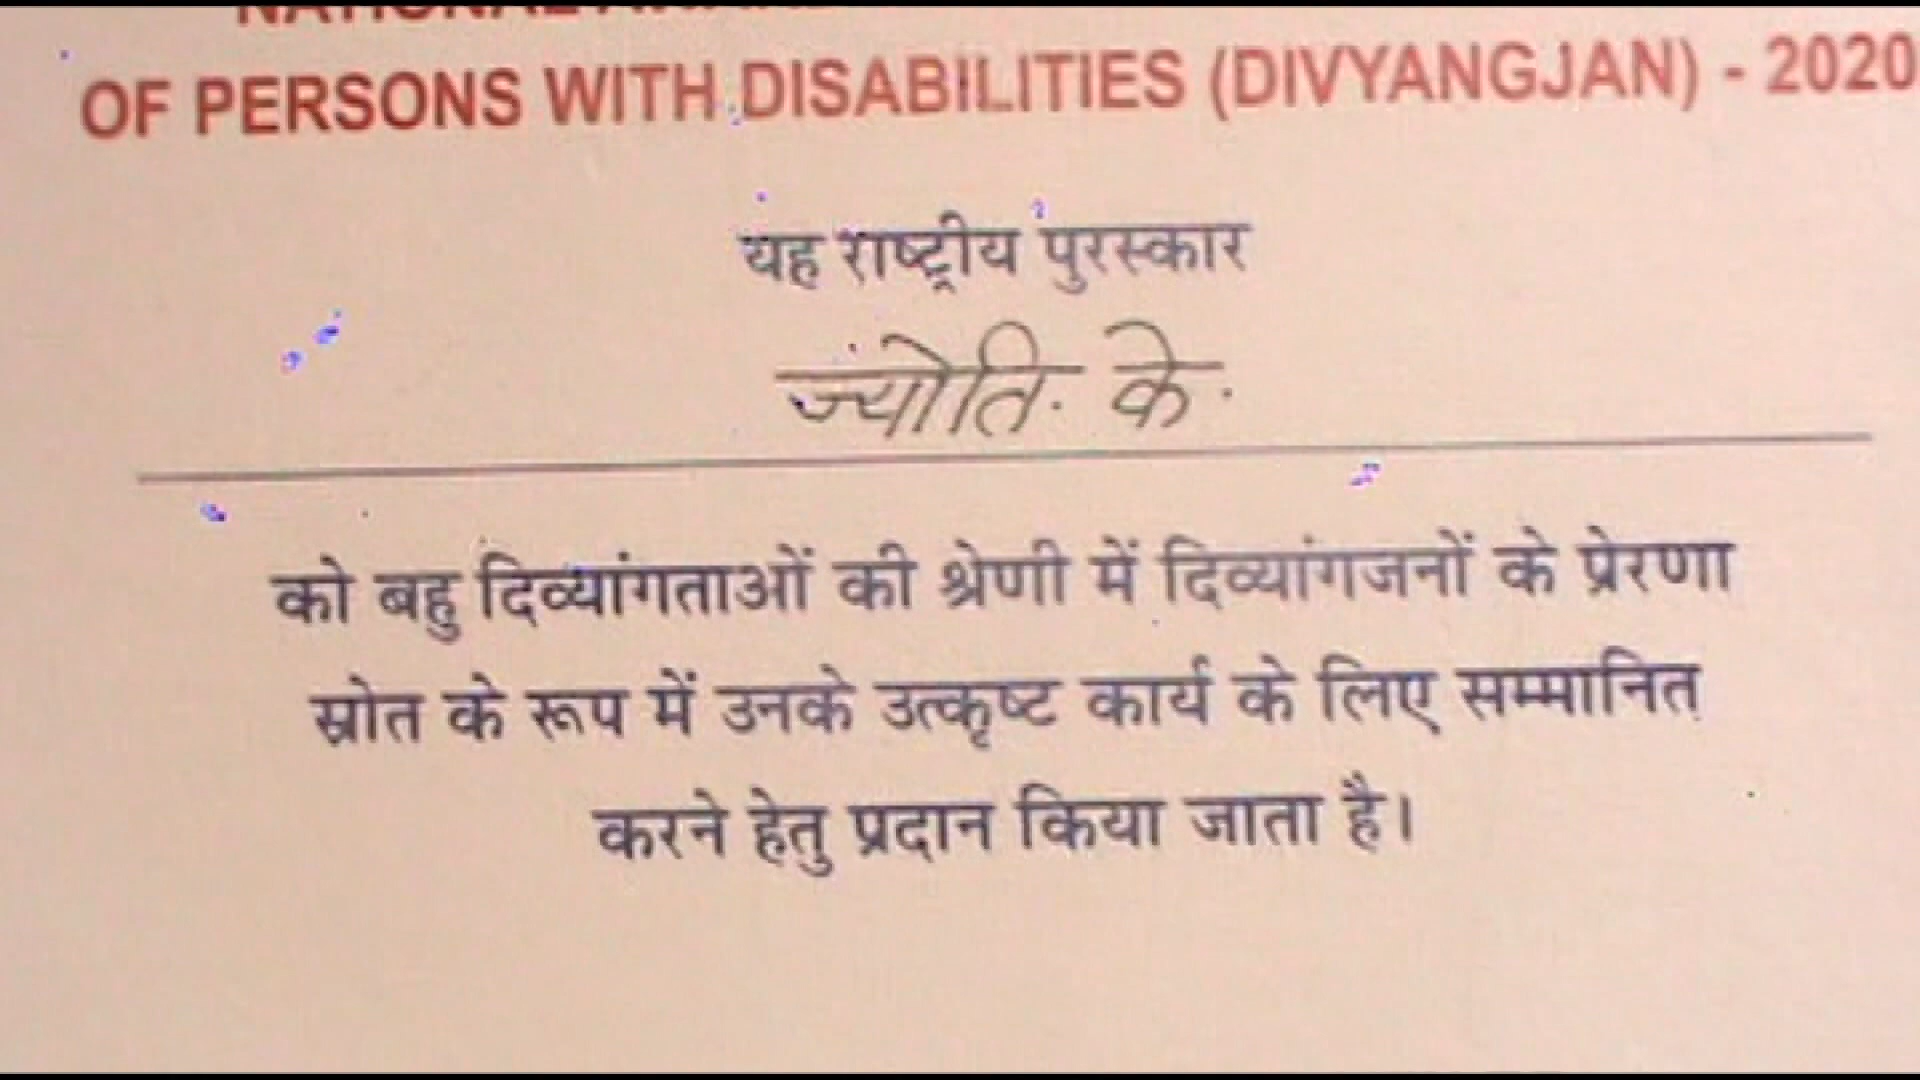 OF PERSONS WITH DISABILITIES (DIVYANGJAN) - 2020
यह राष्ट्रीय पुरस्कार
ज्योति. के.
को बहु दिव्यांगताओं की श्रेणी में दिव्यांगजनों के प्रेरणा
स्रोत के रूप में उनके उत्कृष्ट कार्य के लिए सम्मानित
करने हेतु प्रदान किया जाता है।